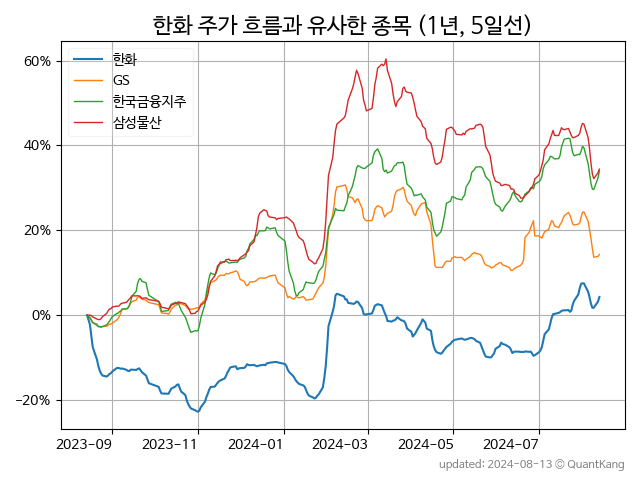 한화 주가 흐름과 유사한 종목 (1년, 5일선)
한화
GS
한국금융지주
삼성물산
60%
40%
20%
0%
−20%
2023−09
2023−11
2024−01
2024−03
2024−05
2024−07
updated: 2024-08-13 © QuantKang